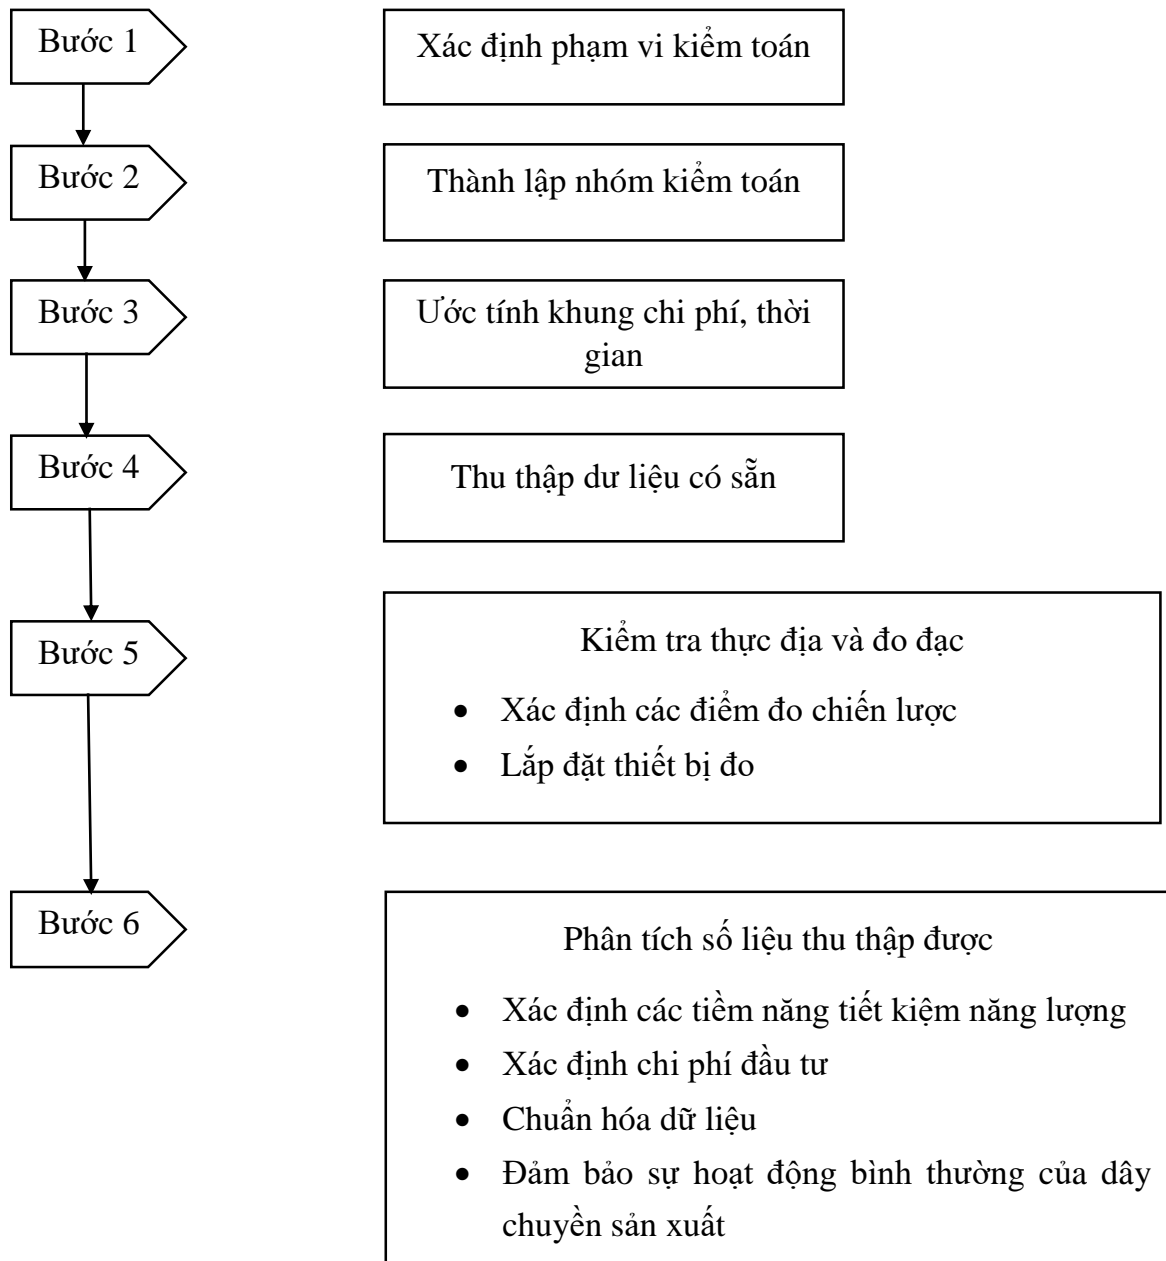 Bước 1
Xác định phạm vi kiểm toán
Bước 2
Thành lập nhóm kiểm toán
Bước 3
Ước tính khung chi phí, thời
gian
Bước 4
Thu thập dư liệu có sẵn
Bước 5
Kiểm tra thực địa và đo đạc
• Xác định các điểm đo chiến lược
• Lắp đặt thiết bị đo
Bước 6
Phân tích số liệu thu thập được
• Xác định các tiềm năng tiết kiệm năng lượng
• Xác định chi phí đầu tư
• Chuẩn hóa dữ liệu
• Đảm bảo sự hoạt động bình thường của dây
chuyền sản xuất